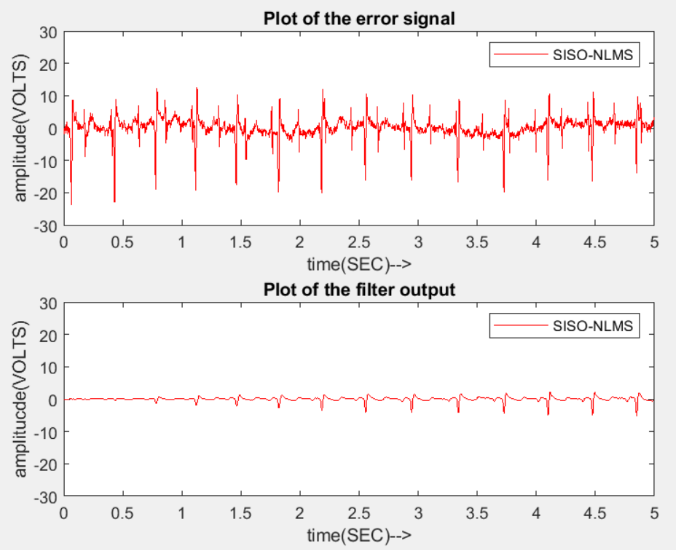 Plot of the error signal
SISO-NLMS
amplitude(VOLTS)
30
20
10
0
-10
-20
-30
0 0.5 1 1.5 2 2.5 3 3.5 4 4.5 5
time(SEC)-->
Plot of the filter output
SISO-NLMS
amplitucde(VOLTS)
30
20
10
0
-10
-20
-30
0 0.5 1 1.5 2 2.5 3 3.5 4 4.5 5
time(SEC)-->